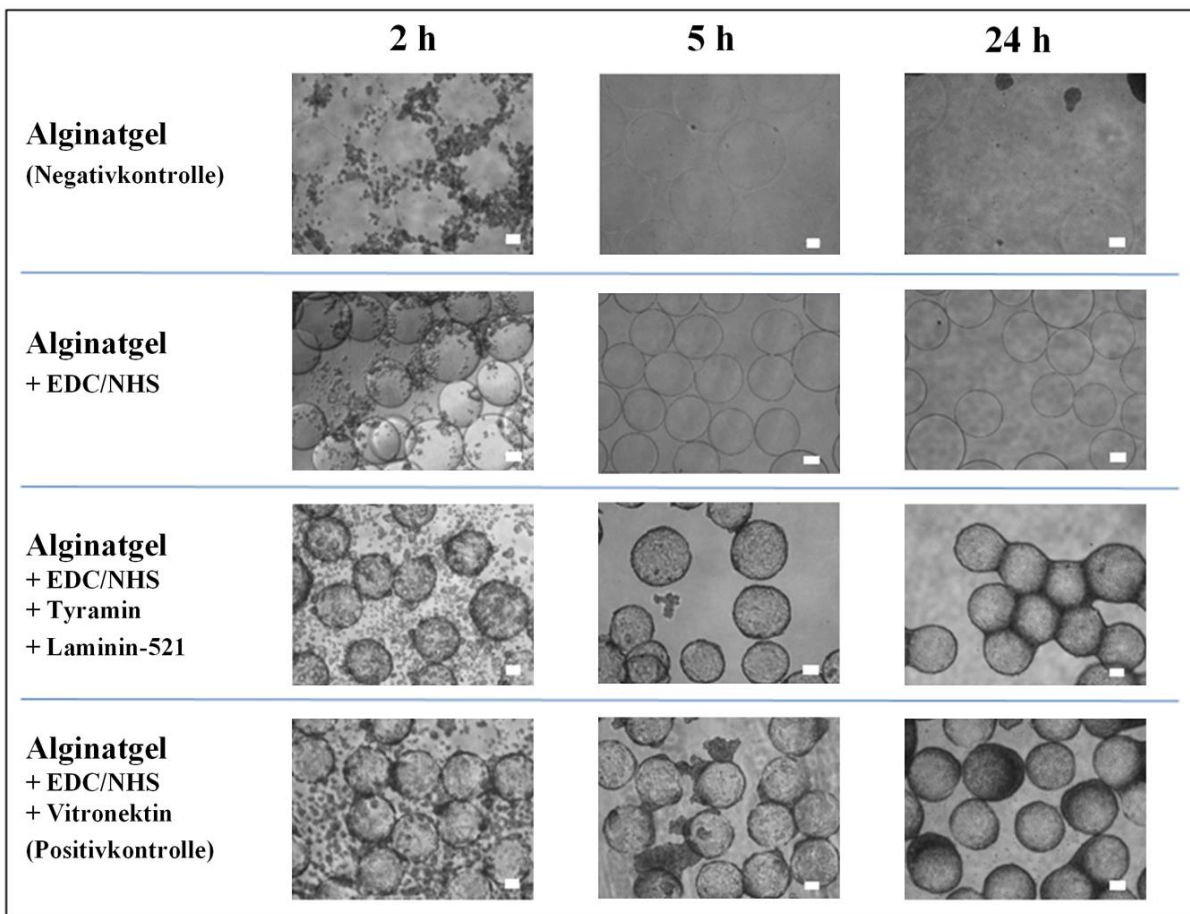 2 h 5 h 24 h
Alginatgel
(Negativkontrolle)
Alginatgel
+ EDC/NHS
Alginatgel
+ EDC/NHS
+ Tyramin
+ Laminin-521
Alginatgel
+ EDC/NHS
+ Vitronektin
(Positivkontrolle)